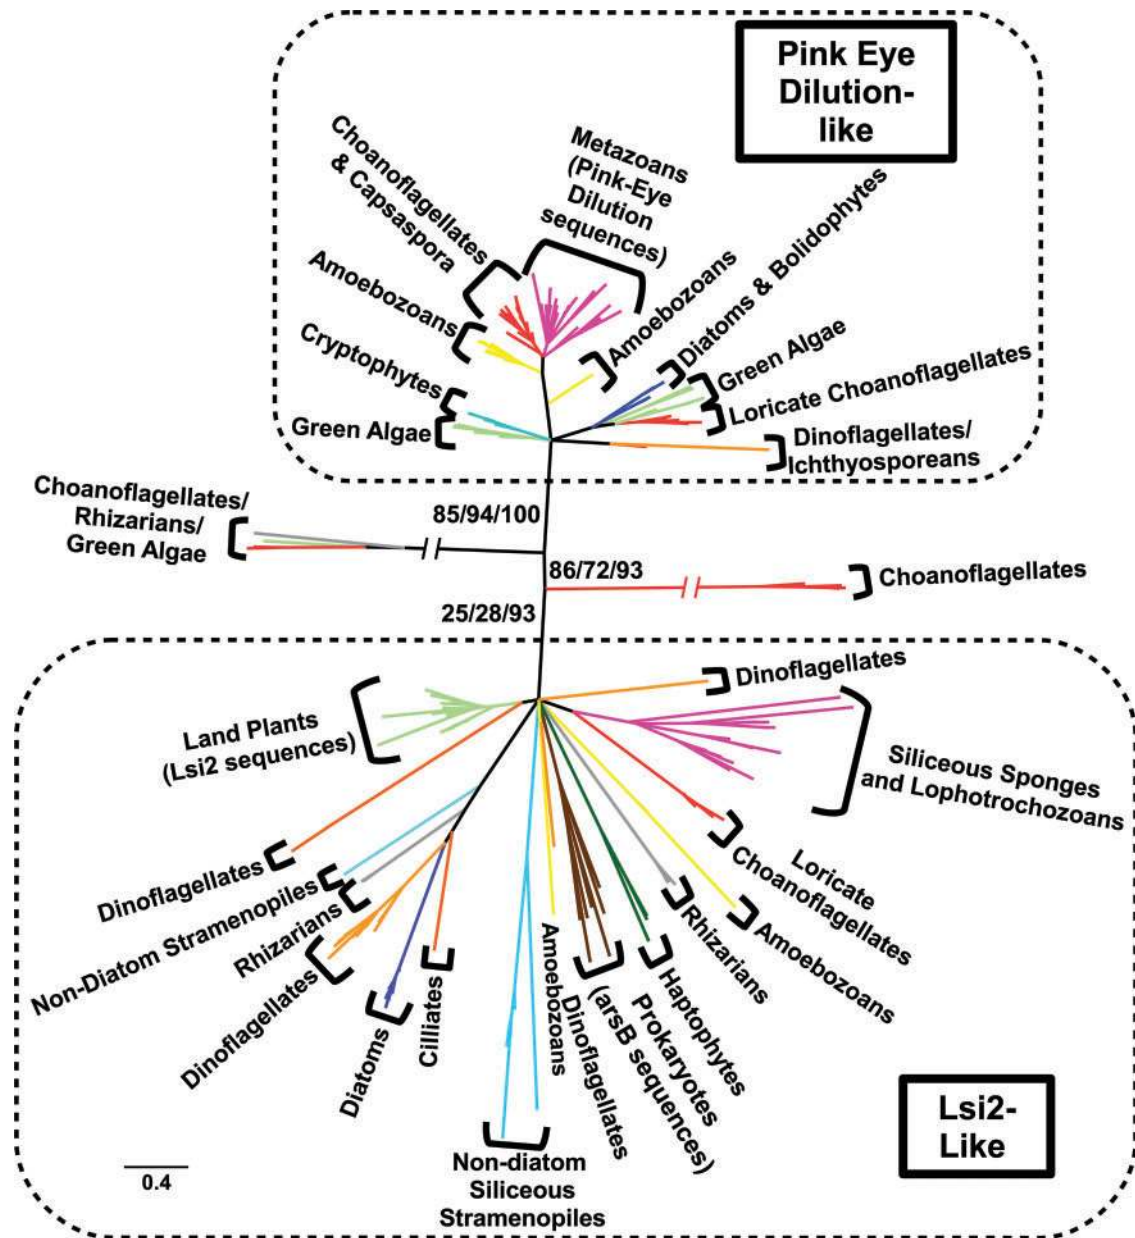 Pink Eye
Dilution-
like
Choanoflagellates
& Capsaspora
Metazoans
(Pink-Eye
Dilution
sequences)
Amoebozoans
Cryptophytes
Green Algae
Amoebozoans
Diatoms & Bolidophytes
Green Algae
Loricate Choanoflagellates
Dinoflagellates/
Ichthyosporeans
Choanoflagellates/
Rhizarians/
Green Algae
85/94/100
86/72/93
25/28/93
Choanoflagellates
Dinoflagellates
Land Plants
(Lsi2 sequences)
Siliceous Sponges
and Lophotrochozoans
Loricate
Choanoflagellates
Amoebozoans
Rhizarians
Haptophytes
Prokaryotes
(arsB sequences)
Dinoflagellates
Amoebozoans
Non-diatom
Siliceous
Stramenopiles
Cilliates
Diatoms
Dinoflagellates
Rhizarians
Non-Diatom Stramenopiles
Dinoflagellates
0.4
Lsi2-
Like